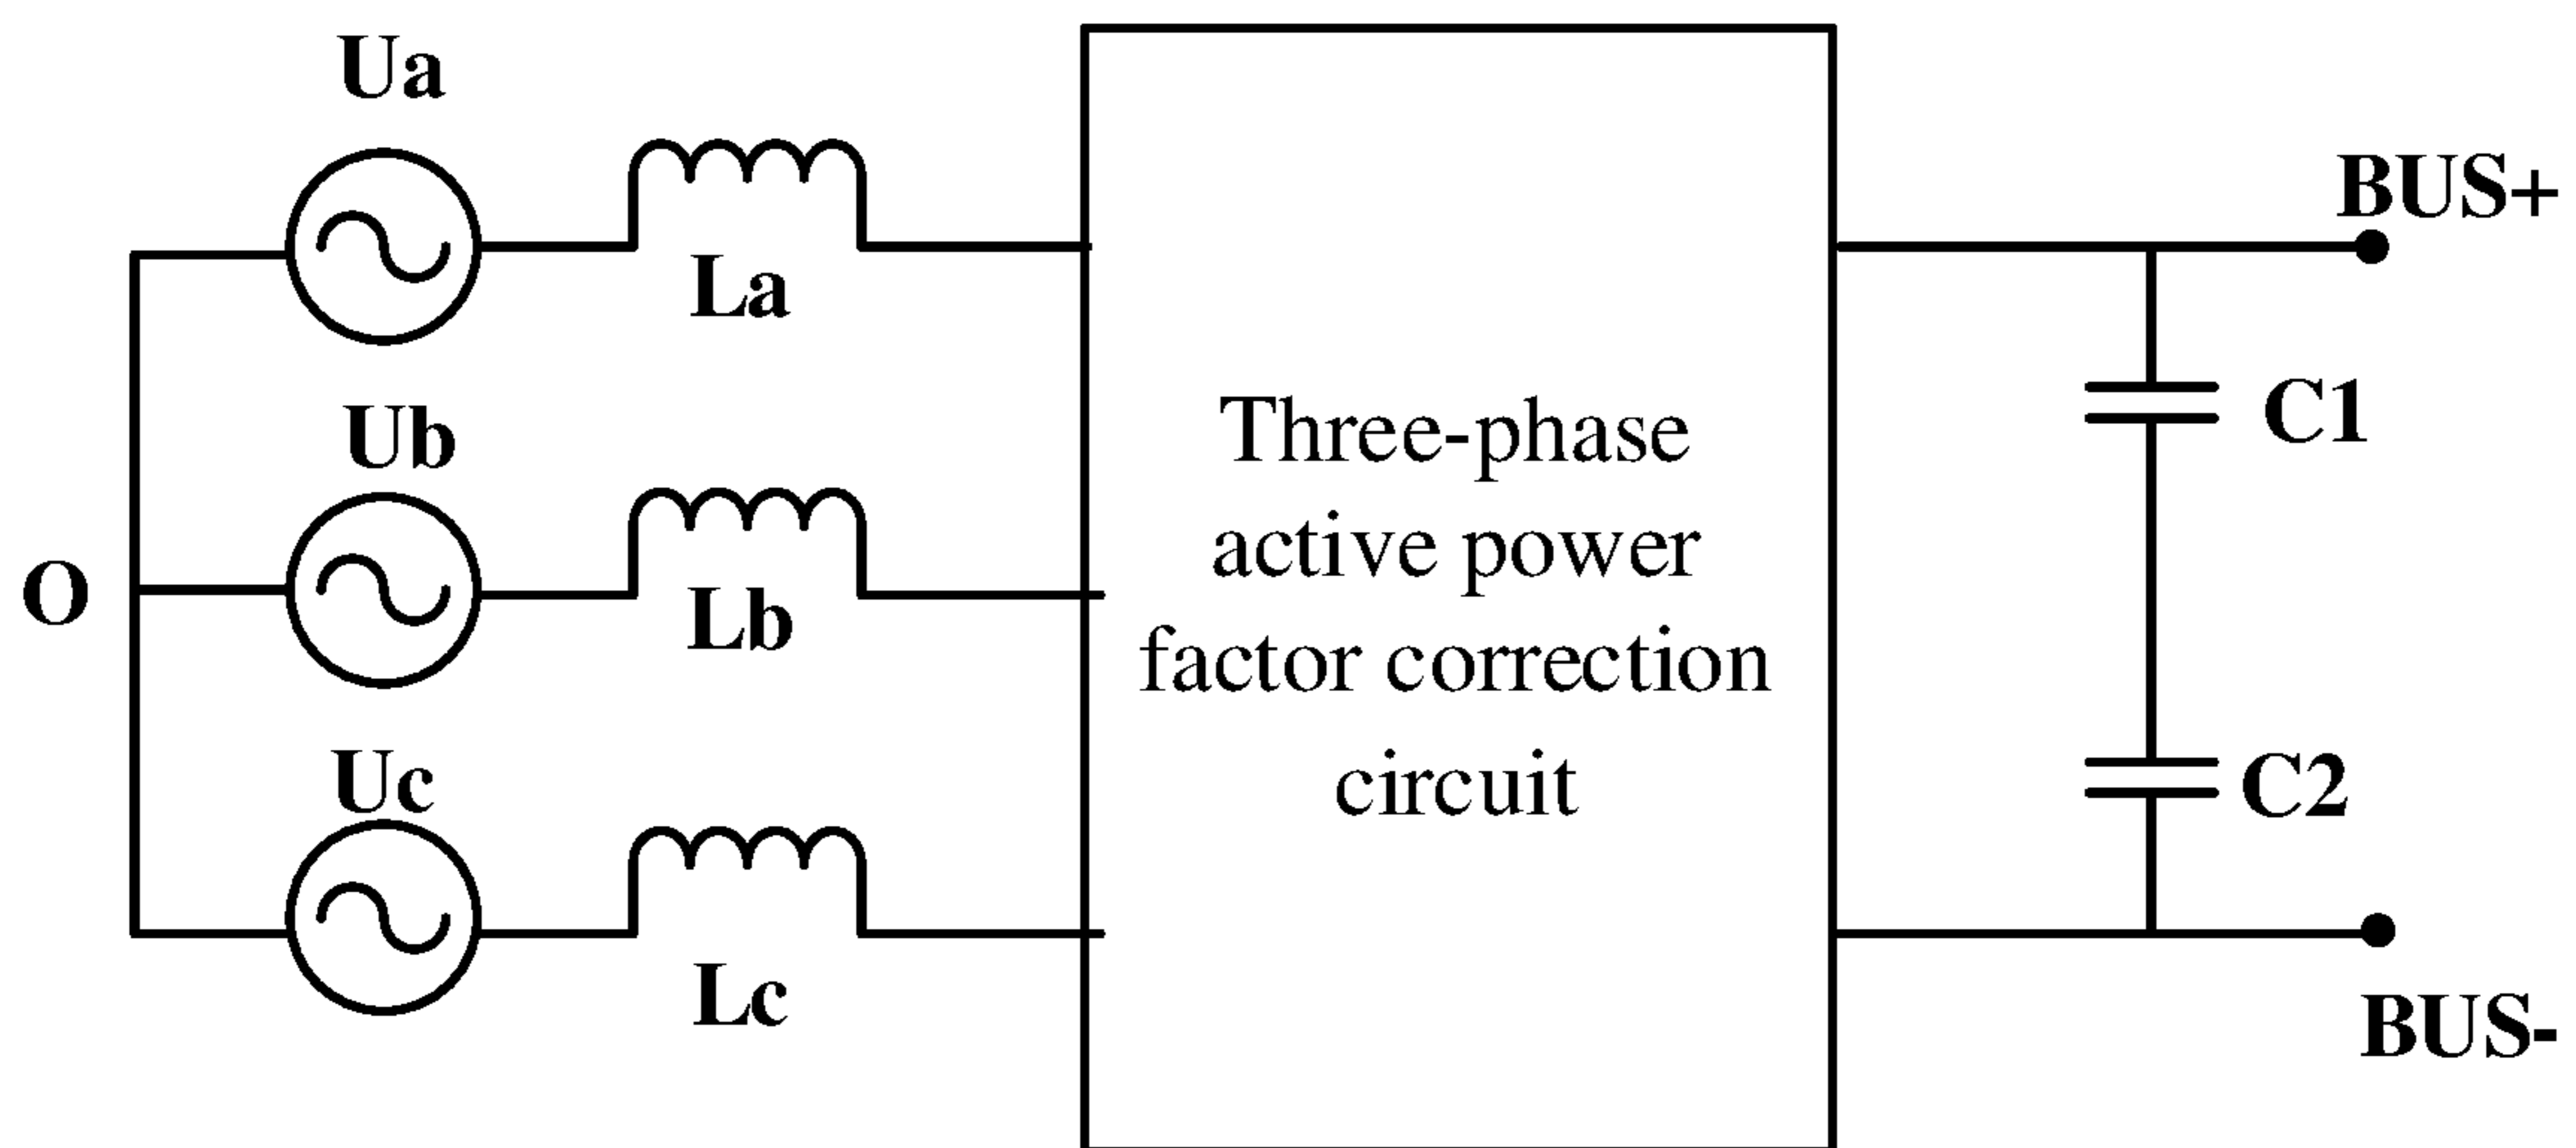 Ua
La
Ub
O
Lb
Uc
Lc
Three-phase
active power
factor correction
circuit
BUS+
C1
C2
BUS-